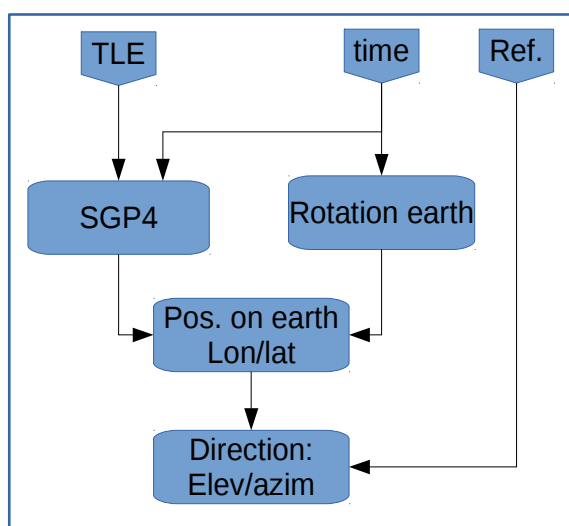 TLE
time
Ref.
SGP4
Rotation earth
Pos. on earth
Lon/lat
Direction:
Elev/azim